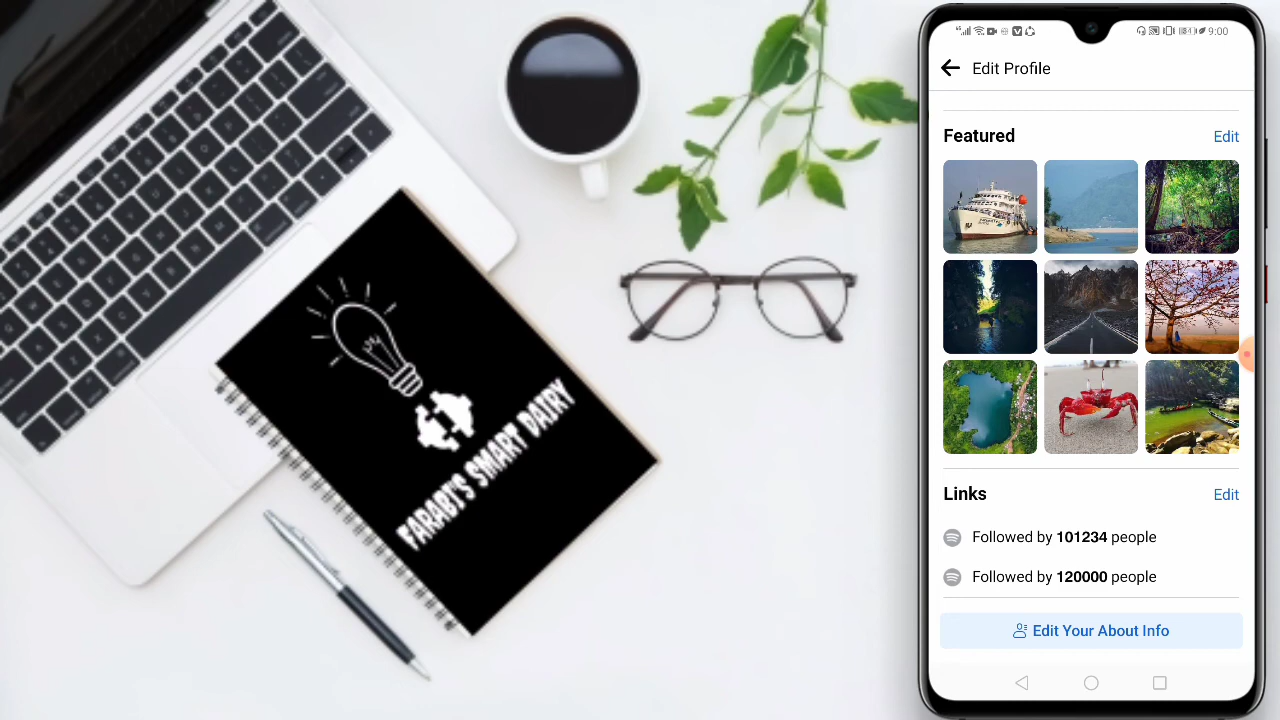 FARABI'S SMART DAIRY
9:00
Edit Profile
Featured
Edit
Links
Edit
Followed by 101234 people
Followed by 120000 people
Edit Your About Info